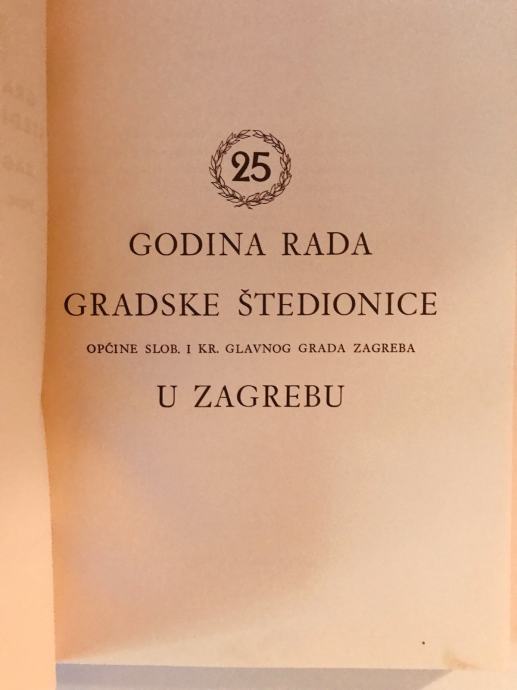 25
GODINA RADA
GRADSKE ŠTEDIONICE
OPĆINE SLOB. I KR. GLAVNOG GRADA ZAGREBA
U ZAGREBU